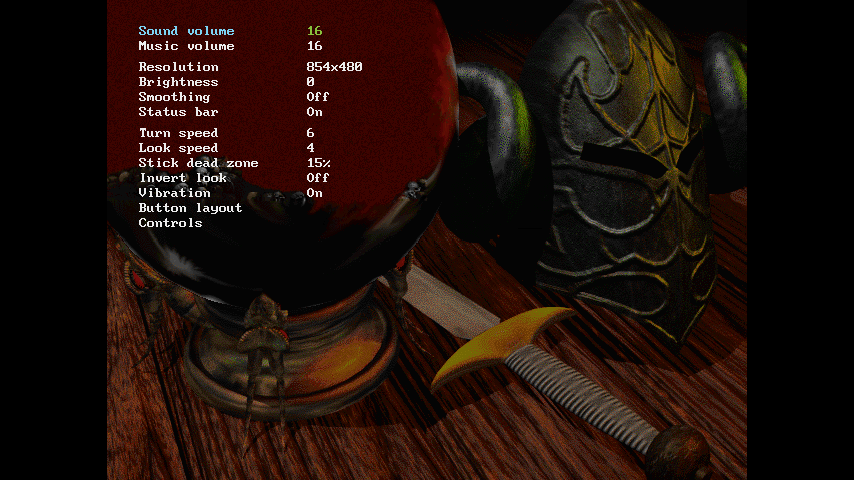 Sound volume 16
Music volume 16
Resolution 854x480
Brightness 0
Smoothing Off
Status bar On
Turn speed 6
Look speed 4
Stick dead zone 15%
Invert look Off
Vibration On
Button layout
Controls